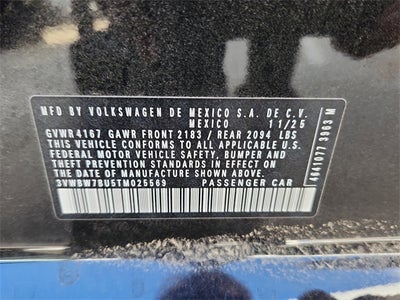 MFD BY VOLKSWAGEN DE MEXICO S.A. DE C.V.
MEXICO 11/25
GVWR 4167 GAWR FRONT 2183 / REAR 2094 LBS
THIS VEHICLE CONFORMS TO ALL APPLICABLE U.S.
FEDERAL MOTOR VEHICLE SAFETY, BUMPER AND
THEFT PREVENTION STANDARDS IN EFFECT ON
THE DATE OF MANUFACTURE SHOWN ABOVE
3VWBW7BU5TM025569 PASSENGER CAR
4641077 3963 M